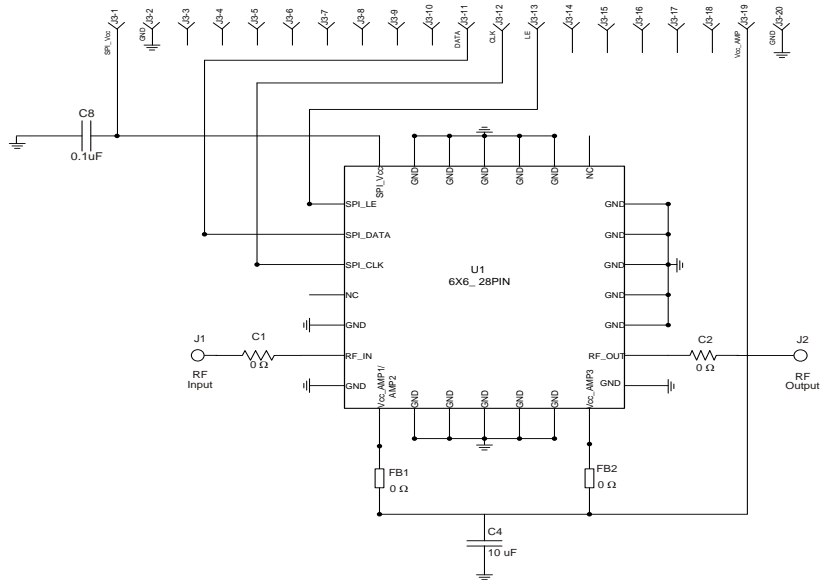 J3-1
J3-2
J3-3
J3-4
J3-5
J3-6
J3-7
J3-8
J3-9
J3-10
J3-11
J3-12
J3-13
J3-14
J3-15
J3-16
J3-17
J3-18
J3-19
J3-20
SPI_Vcc
GND
DATA
CLK
LE
Vcc_AMP
GND
C8
0.1uF
SPI_Vcc
GND
GND
GND
GND
GND
NC
SPI_LE
SPI_DATA
SPI_CLK
NC
GND
RF_IN
GND
U1
6X6_ 28PIN
GND
GND
GND
GND
GND
RF_OUT
GND
J1
RF
Input
C1
0 Ω
C2
0 Ω
J2
RF
Output
Vcc_AMP1/
AMP2
GND
GND
GND
GND
GND
Vcc_AMP3
FB1
0 Ω
FB2
0 Ω
C4
10 uF